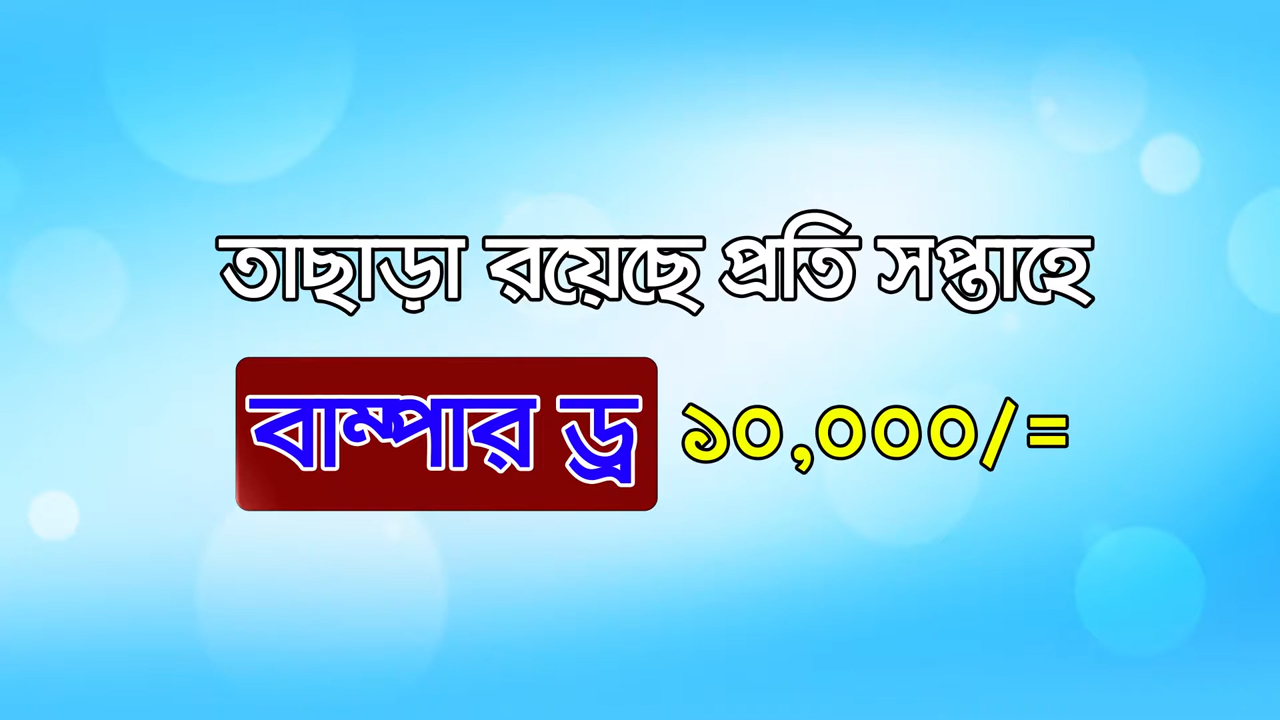 তাছাড়া রয়েছে প্রতি সপ্তাহে
বাম্পার ড্র ১০,০০০/=